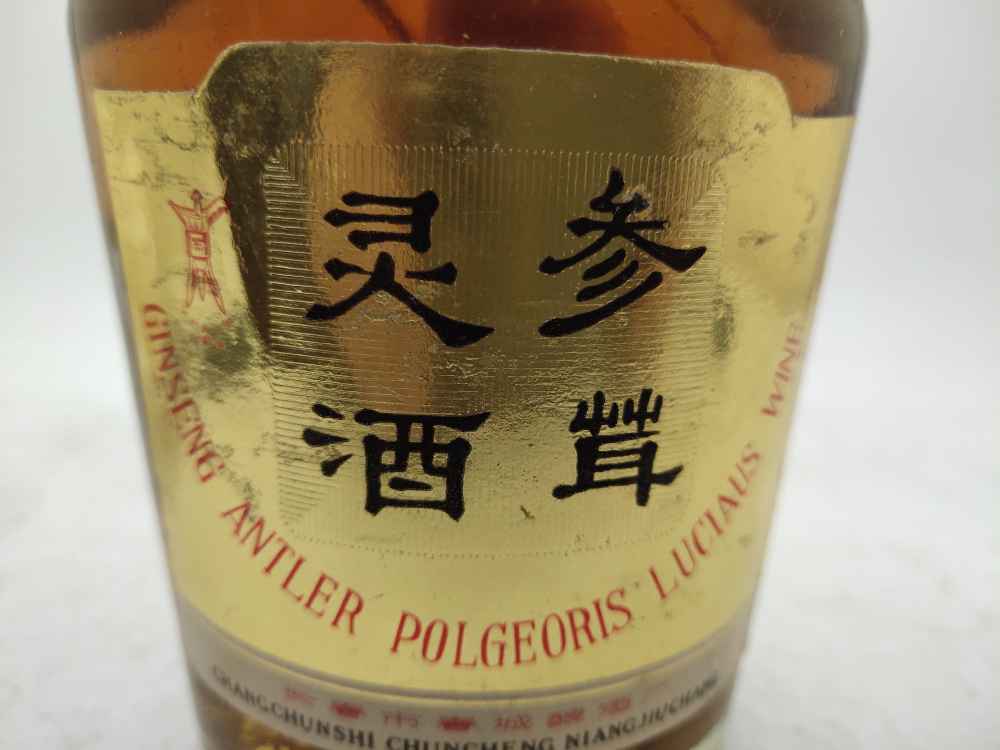 参茸
灵酒
GINSENG ANTLER POLGEORIS LUCIAUS WINE
CHANGCHUNSHI CHUNCHENG NIANGJIUCHANG